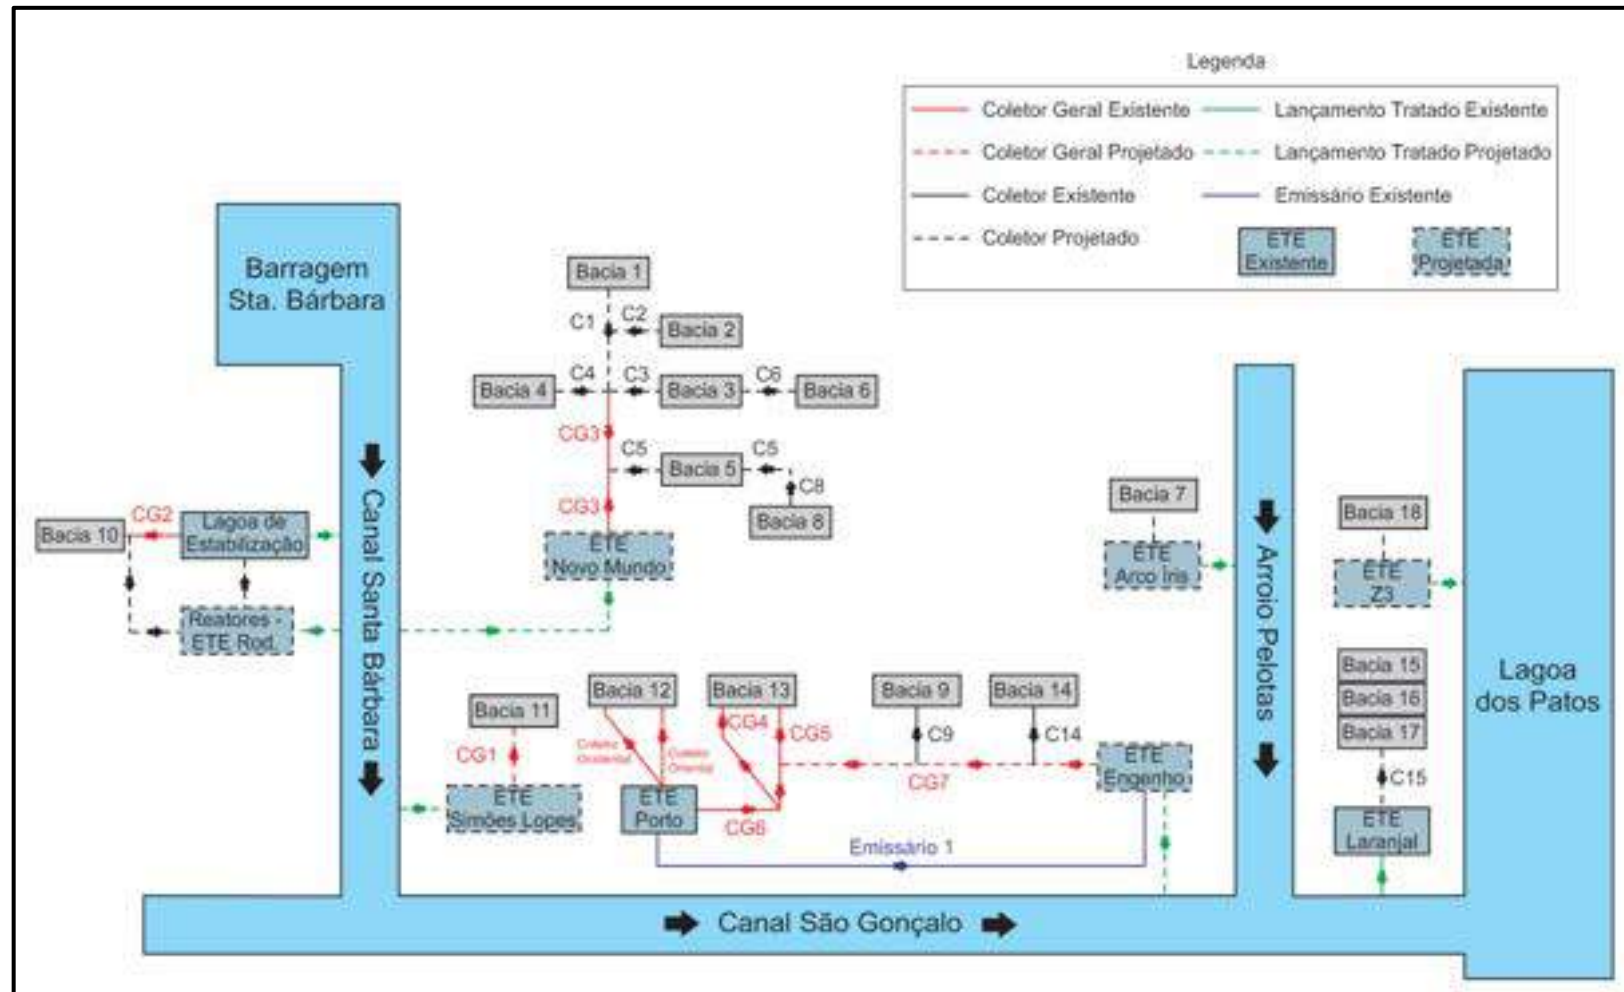 Legenda
Coletor Geral Existente
Lançamento Tratado Existente
Coletor Geral Projetado
Lançamento Tratado Projetado
Coletor Existente
Emissário Existente
Coletor Projetado
ETE
Existente
ETE
Projetada
Barragem
Sta. Bárbara
Bacia 1
C1
C2
Bacia 2
Bacia 4
C4
C3
Bacia 3
C6
Bacia 6
CG3
C5
Bacia 5
C5
C8
Bacia 8
CG3
ETE
Novo Mundo
Canal Santa Bárbara
Bacia 10
CG2
Lagoa de
Estabilização
Reatores -
ETE Rod.
Bacia 7
ETE
Arco Íris
Arroio Pelotas
Bacia 18
ETE
Z3
Bacia 15
Bacia 16
Bacia 17
C15
ETE
Laranjal
Lagoa
dos Patos
Bacia 11
CG1
ETE
Simões Lopes
Bacia 12
Coletor
Ocidental
Coletor
Oriental
ETE
Porto
Bacia 13
CG4
CG5
CG6
Bacia 9
C9
Bacia 14
C14
CG7
ETE
Engenho
Emissário 1
Canal São Gonçalo